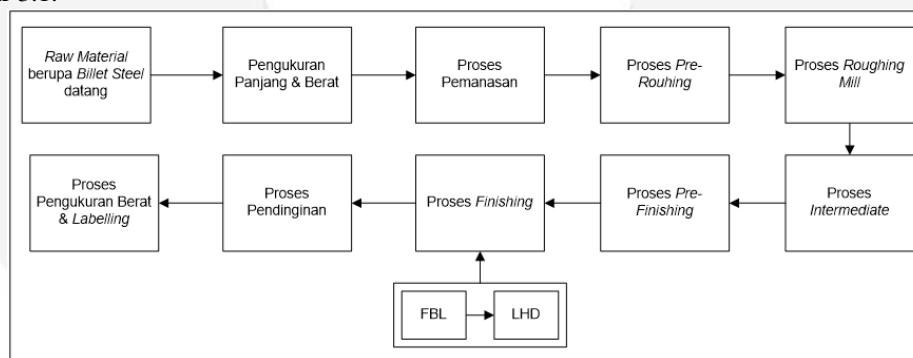 Raw Material
berupa Billet Steel
datang
Pengukuran
Panjang & Berat
Proses
Pemanasan
Proses Pre-
Rouhing
Proses Roughing
Mill
Proses
Pengukuran Berat
& Labelling
Proses
Pendinginan
Proses Finishing
Proses Pre-
Finishing
Proses
Intermediate
FBL
LHD